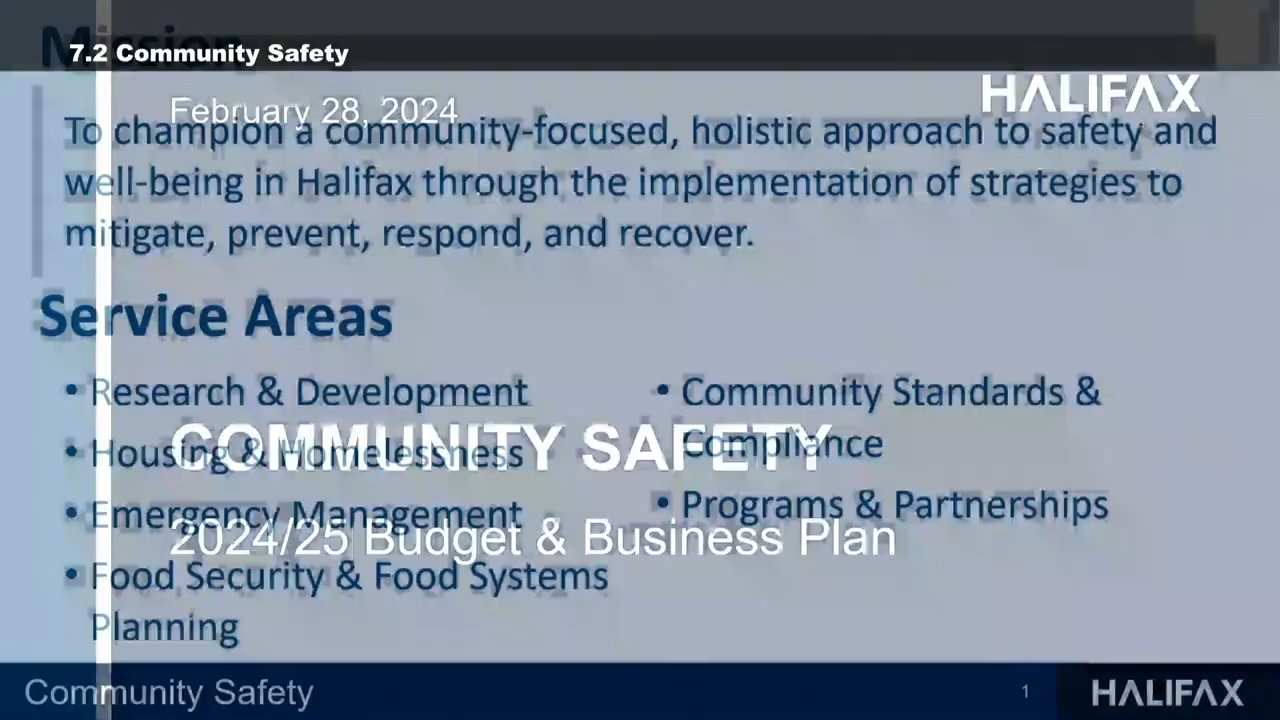 Mission
7.2 Community Safety
HALIFAX
February 28, 2024
To champion a community-focused, holistic approach to safety and
well-being in Halifax through the implementation of strategies to
mitigate, prevent, respond, and recover.
Service Areas
• Research & Development
• Housing & Homelessness
• Emergency Management
• Food Security & Food Systems
Planning
• Community Standards &
Compliance
• Programs & Partnerships
COMMUNITY SAFETY
2024/25 Budget & Business Plan
Community Safety
1
HALIFAX